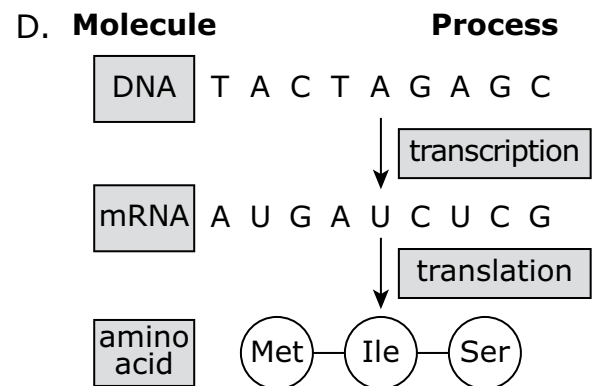 D. Molecule Process
DNA T A C T A G A G C
transcription
mRNA A U G A U C U C G
translation
amino
acid
Met Ile Ser